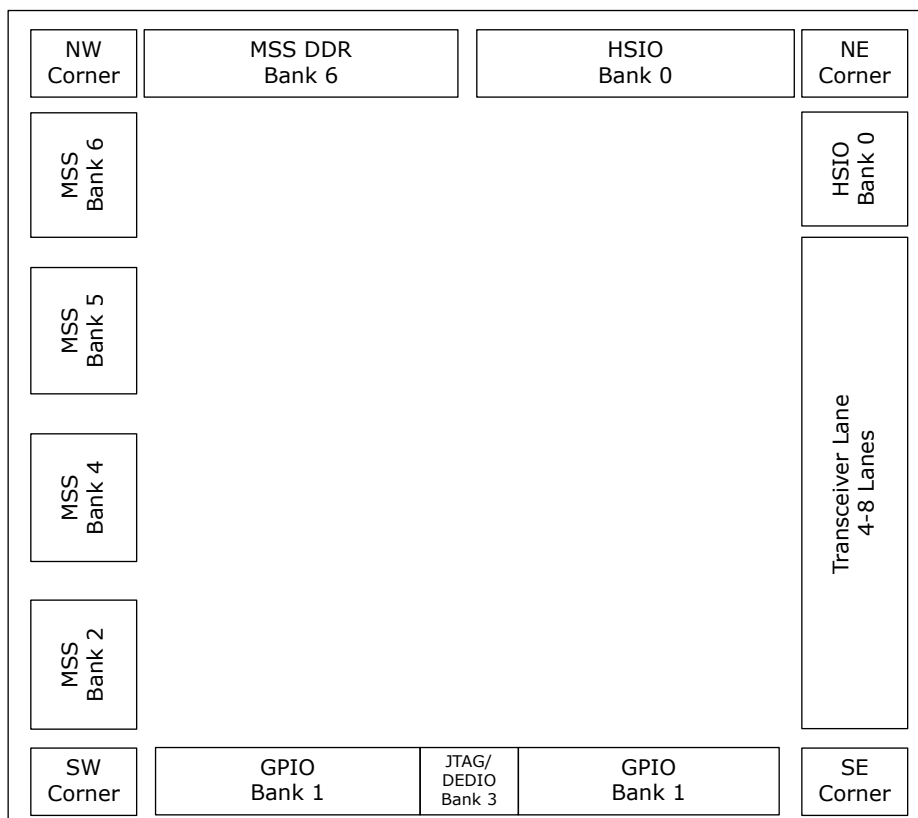 NW
Corner
MSS DDR
Bank 6
HSIO
Bank 0
NE
Corner
MSS
Bank 6
HSIO
Bank 0
MSS
Bank 5
MSS
Bank 4
Transceiver Lane
4-8 Lanes
MSS
Bank 2
SW
Corner
GPIO
Bank 1
JTAG/
DEDIO
Bank 3
GPIO
Bank 1
SE
Corner